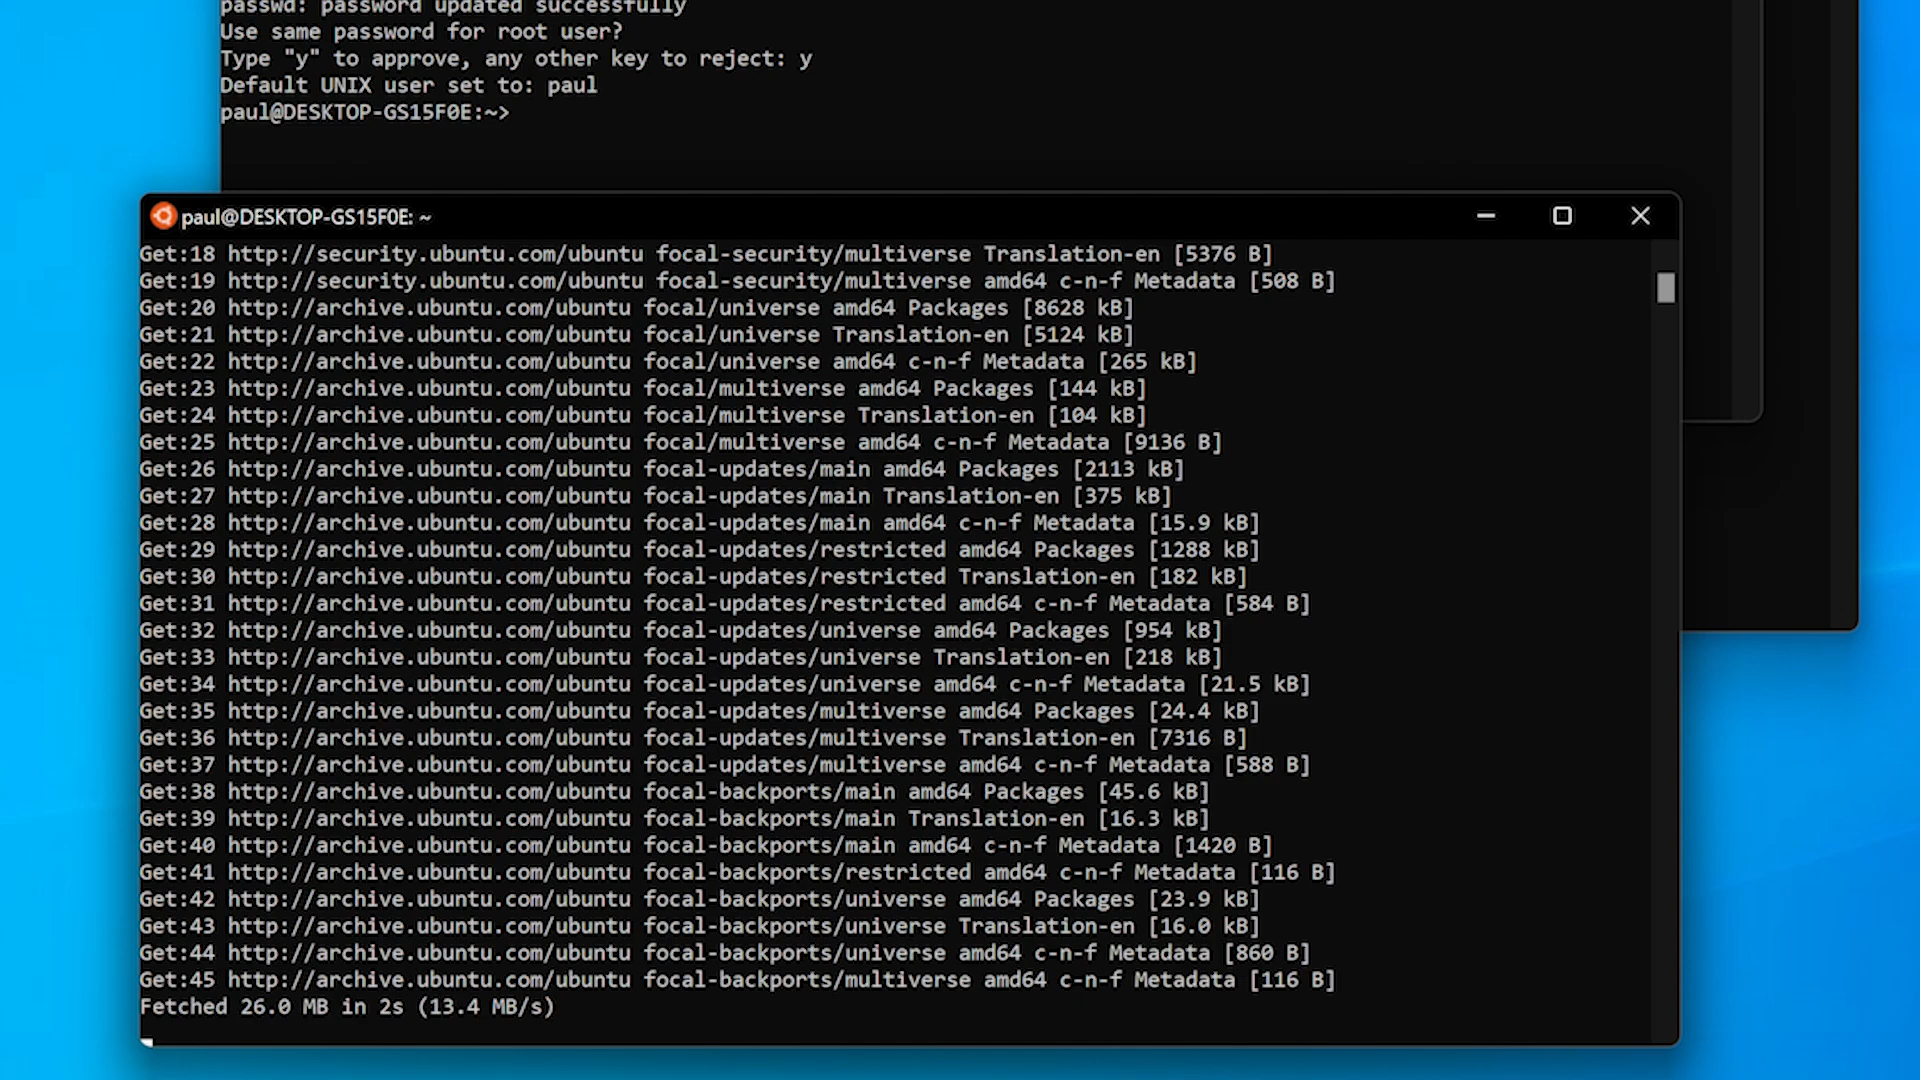 passwd: password updated successfully
Use same password for root user?
Type "y" to approve, any other key to reject: y
Default UNIX user set to: paul
paul@DESKTOP-GS15F0E:~>
paul@DESKTOP-GS15F0E: ~
Get:18 http://security.ubuntu.com/ubuntu focal-security/multiverse Translation-en [5376 B]
Get:19 http://security.ubuntu.com/ubuntu focal-security/multiverse amd64 c-n-f Metadata [508 B]
Get:20 http://archive.ubuntu.com/ubuntu focal/universe amd64 Packages [8628 kB]
Get:21 http://archive.ubuntu.com/ubuntu focal/universe Translation-en [5124 kB]
Get:22 http://archive.ubuntu.com/ubuntu focal/universe amd64 c-n-f Metadata [265 kB]
Get:23 http://archive.ubuntu.com/ubuntu focal/multiverse amd64 Packages [144 kB]
Get:24 http://archive.ubuntu.com/ubuntu focal/multiverse Translation-en [104 kB]
Get:25 http://archive.ubuntu.com/ubuntu focal/multiverse amd64 c-n-f Metadata [9136 B]
Get:26 http://archive.ubuntu.com/ubuntu focal-updates/main amd64 Packages [2113 kB]
Get:27 http://archive.ubuntu.com/ubuntu focal-updates/main Translation-en [375 kB]
Get:28 http://archive.ubuntu.com/ubuntu focal-updates/main amd64 c-n-f Metadata [15.9 kB]
Get:29 http://archive.ubuntu.com/ubuntu focal-updates/restricted amd64 Packages [1288 kB]
Get:30 http://archive.ubuntu.com/ubuntu focal-updates/restricted Translation-en [182 kB]
Get:31 http://archive.ubuntu.com/ubuntu focal-updates/restricted amd64 c-n-f Metadata [584 B]
Get:32 http://archive.ubuntu.com/ubuntu focal-updates/universe amd64 Packages [954 kB]
Get:33 http://archive.ubuntu.com/ubuntu focal-updates/universe Translation-en [218 kB]
Get:34 http://archive.ubuntu.com/ubuntu focal-updates/universe amd64 c-n-f Metadata [21.5 kB]
Get:35 http://archive.ubuntu.com/ubuntu focal-updates/multiverse amd64 Packages [24.4 kB]
Get:36 http://archive.ubuntu.com/ubuntu focal-updates/multiverse Translation-en [7316 B]
Get:37 http://archive.ubuntu.com/ubuntu focal-updates/multiverse amd64 c-n-f Metadata [588 B]
Get:38 http://archive.ubuntu.com/ubuntu focal-backports/main amd64 Packages [45.6 kB]
Get:39 http://archive.ubuntu.com/ubuntu focal-backports/main Translation-en [16.3 kB]
Get:40 http://archive.ubuntu.com/ubuntu focal-backports/main amd64 c-n-f Metadata [1420 B]
Get:41 http://archive.ubuntu.com/ubuntu focal-backports/restricted amd64 c-n-f Metadata [116 B]
Get:42 http://archive.ubuntu.com/ubuntu focal-backports/universe amd64 Packages [23.9 kB]
Get:43 http://archive.ubuntu.com/ubuntu focal-backports/universe Translation-en [16.0 kB]
Get:44 http://archive.ubuntu.com/ubuntu focal-backports/universe amd64 c-n-f Metadata [860 B]
Get:45 http://archive.ubuntu.com/ubuntu focal-backports/multiverse amd64 c-n-f Metadata [116 B]
Fetched 26.0 MB in 2s (13.4 MB/s)